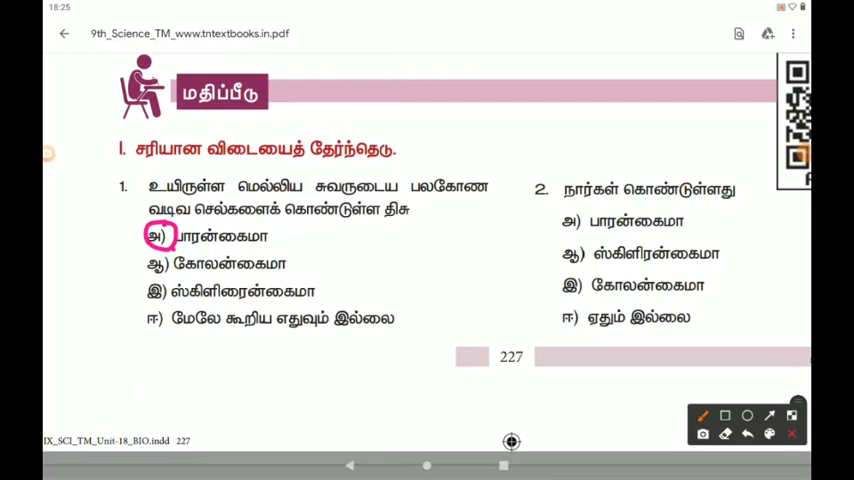 18:25
9th_Science_TM_www.tntextbooks.in.pdf
மதிப்பீடு
I. சரியான விடையைத் தேர்ந்தெடு.
1. உயிருள்ள மெல்லிய சுவருடைய பலகோண
வடிவ செல்களைக் கொண்டுள்ள திசு
அ) பாரன்கைமா
ஆ) கோலன்கைமா
இ) ஸ்கிளிரைன்கைமா
ஈ) மேலே கூறிய எதுவும் இல்லை
2. நார்கள் கொண்டுள்ளது
அ) பாரன்கைமா
ஆ) ஸ்கிளிரன்கைமா
இ) கோலன்கைமா
ஈ) ஏதும் இல்லை
227
IX_SCI_TM_Unit-18_BIO.indd 227